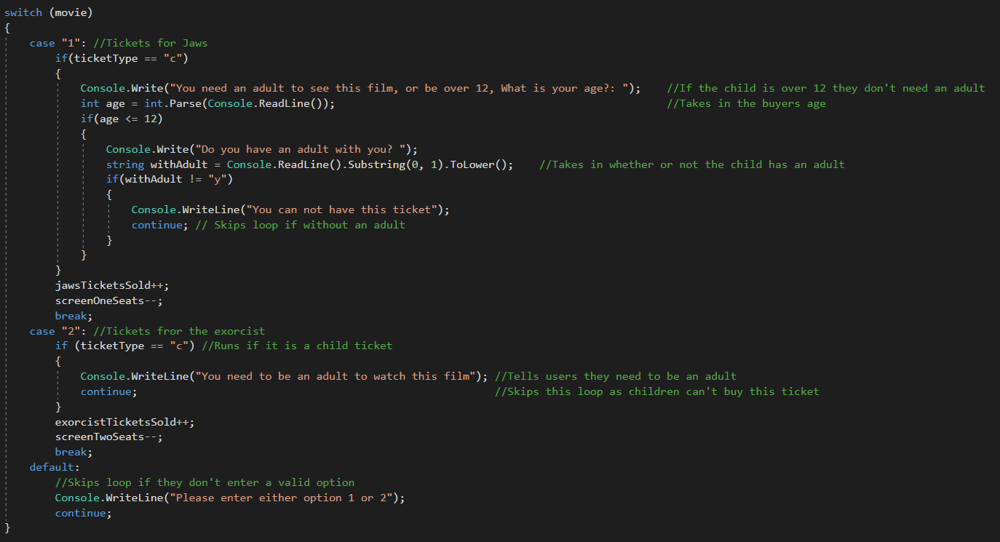 switch (movie)
{
    case "1": //Tickets for Jaws
        if(ticketType == "c")
        {
            Console.Write("You need an adult to see this film, or be over 12, What is your age?: ");    //If the child is over 12 they don't need an adult
            int age = int.Parse(Console.ReadLine());                                                    //Takes in the buyers age
            if(age <= 12)
            {
                Console.Write("Do you have an adult with you? ");
                string withAdult = Console.ReadLine().Substring(0, 1).ToLower();    //Takes in whether or not the child has an adult
                if(withAdult != "y")
                {
                    Console.WriteLine("You can not have this ticket");
                    continue; // Skips loop if without an adult
                }
            }
        }
        jawsTicketsSold++;
        screenOneSeats--;
        break;
    case "2": //Tickets fror the exorcist
        if (ticketType == "c") //Runs if it is a child ticket
        {
            Console.WriteLine("You need to be an adult to watch this film"); //Tells users they need to be an adult
            continue;                                                        //Skips this loop as children can't buy this ticket
        }
        exorcistTicketsSold++;
        screenTwoSeats--;
        break;
    default:
        //Skips loop if they don't enter a valid option
        Console.WriteLine("Please enter either option 1 or 2");
        continue;
}